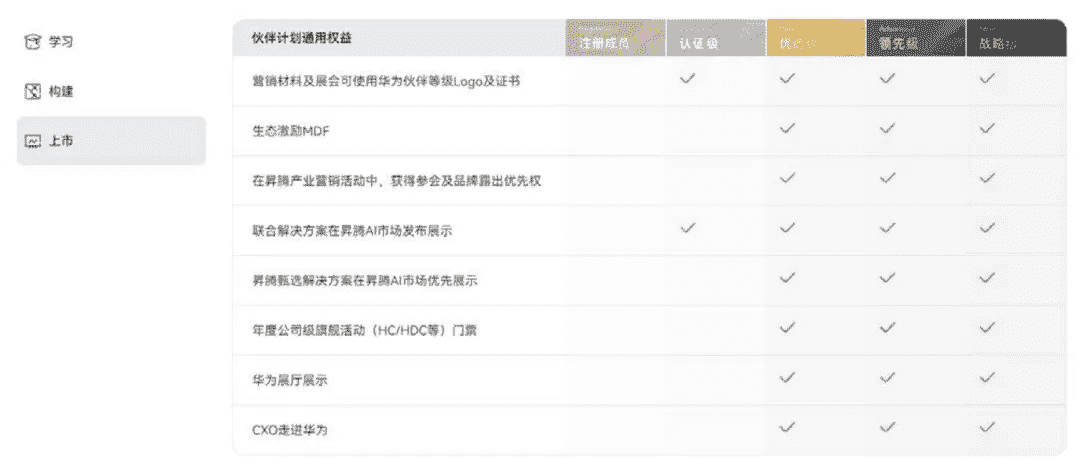 学习
构建
上市
伙伴计划通用权益
注册成员
认证级
优选级
领先级
战略级
营销材料及展会可使用华为伙伴等级Logo及证书
生态激励MDF
在昇腾产业营销活动中，获得参会及品牌露出优先权
联合解决方案在昇腾AI市场发布展示
昇腾甄选解决方案在昇腾AI市场优先展示
年度公司级旗舰活动（HC/HDC等）门票
华为展厅展示
CXO走进华为